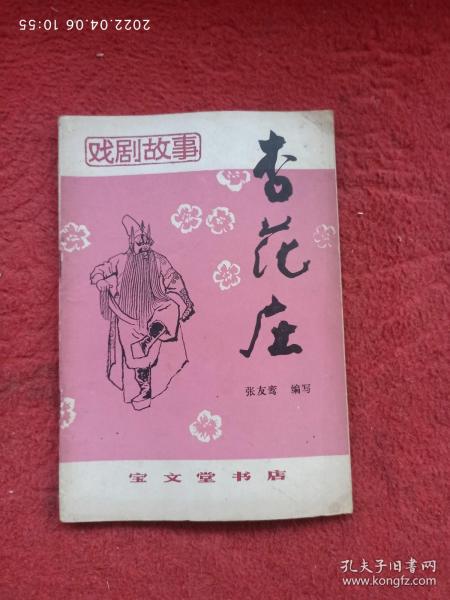 2022.04.06 10:55
戏剧故事
杏花庄
张友鸾 编写
宝文堂书店
孔夫子旧书网
www.kongfz.com